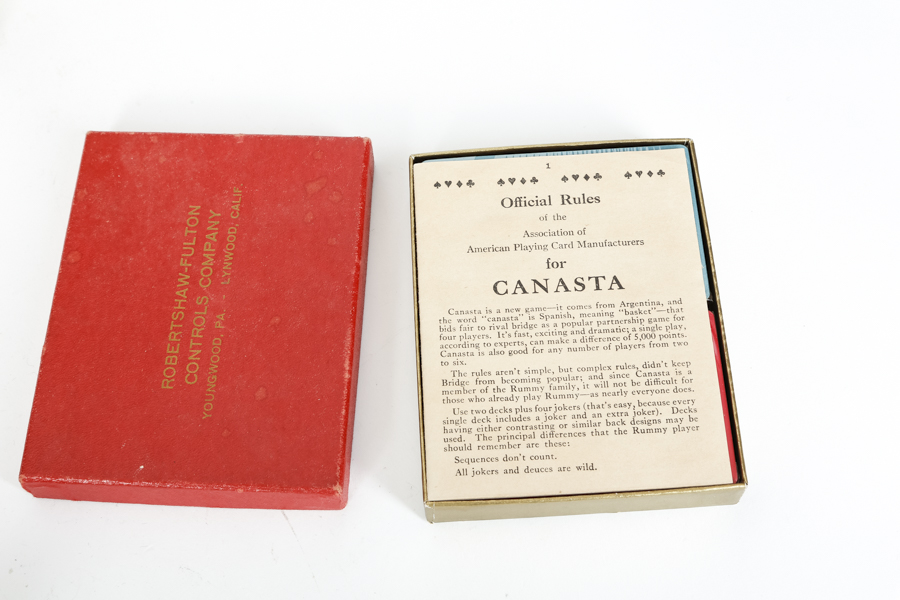 ROBERTSHAW-FULTON
CONTROLS COMPANY
YOUNGWOOD, PA. - LYNWOOD, CALIF.
1
♠♥♦♣ ♠♥♦♣ ♠♥♦♣ ♠♥♦♣
Official Rules
of the
Association of
American Playing Card Manufacturers
for
CANASTA
Canasta is a new game—it comes from Argentina, and
the word "canasta" is Spanish, meaning "basket"—that
bids fair to rival bridge as a popular partnership game for
four players. It's fast, exciting and dramatic; a single play,
according to experts, can make a difference of 5,000 points.
Canasta is also good for any number of players from two
to six.
The rules aren't simple, but complex rules, didn't keep
Bridge from becoming popular; and since Canasta is a
member of the Rummy family, it will not be difficult for
those who already play Rummy—as nearly everyone does.
Use two decks plus four jokers (that's easy, because every
single deck includes a joker and an extra joker). Decks
having either contrasting or similar back designs may be
used. The principal differences that the Rummy player
should remember are these:
Sequences don't count.
All jokers and deuces are wild.